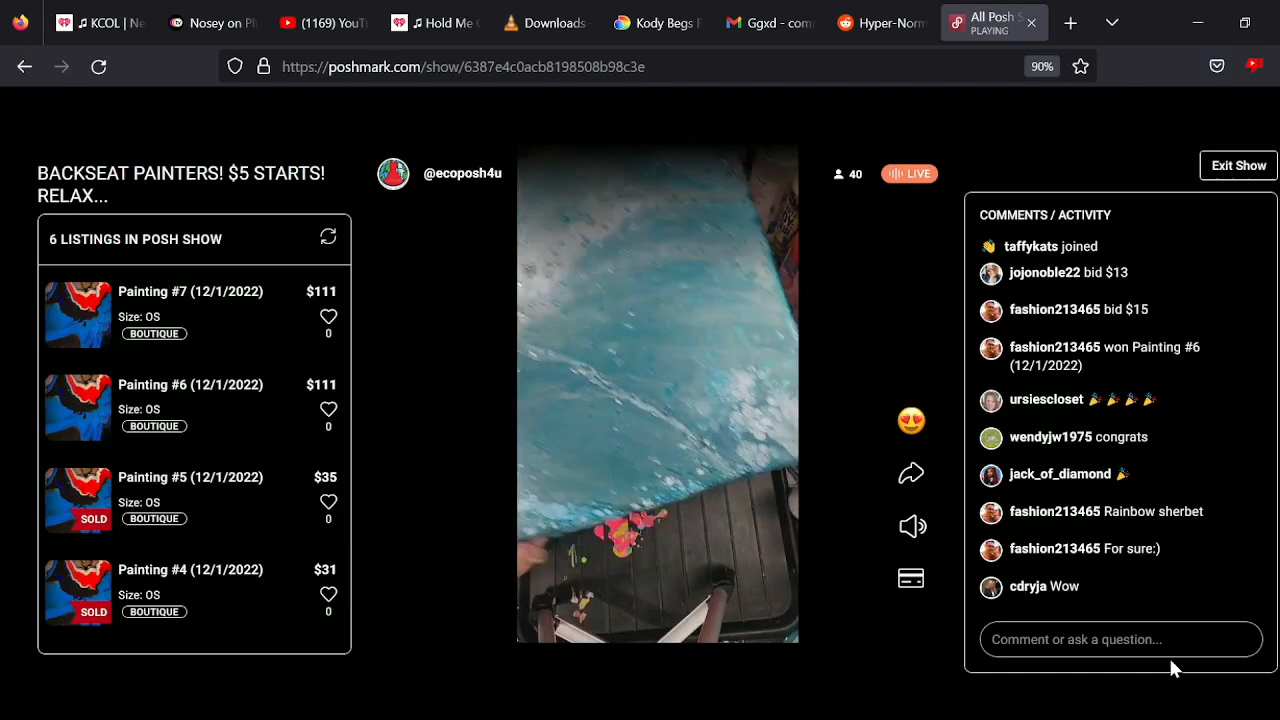 KCOL | Ne
Nosey on Pl
(1169) YouTu
Hold Me
Downloads
Kody Begs F
Ggxd - com
Hyper-Norm
All Posh S
PLAYING
https://poshmark.com/show/6387e4c0acb8198508b98c3e
90%
BACKSEAT PAINTERS! $5 STARTS!
RELAX...
@ecoposh4u
40
LIVE
Exit Show
6 LISTINGS IN POSH SHOW
Painting #7 (12/1/2022) $111
Size: OS
BOUTIQUE 0
Painting #6 (12/1/2022) $111
Size: OS
BOUTIQUE 0
Painting #5 (12/1/2022) $35
Size: OS
SOLD BOUTIQUE 0
Painting #4 (12/1/2022) $31
Size: OS
SOLD BOUTIQUE 0
COMMENTS / ACTIVITY
👏 taffykats joined
jojonoble22 bid $13
fashion213465 bid $15
fashion213465 won Painting #6
(12/1/2022)
ursiescloset 🎉 🎉 🎉 🎉
wendyjw1975 congrats
jack_of_diamond 🎉
fashion213465 Rainbow sherbet
fashion213465 For sure:)
cdryja Wow
Comment or ask a question...